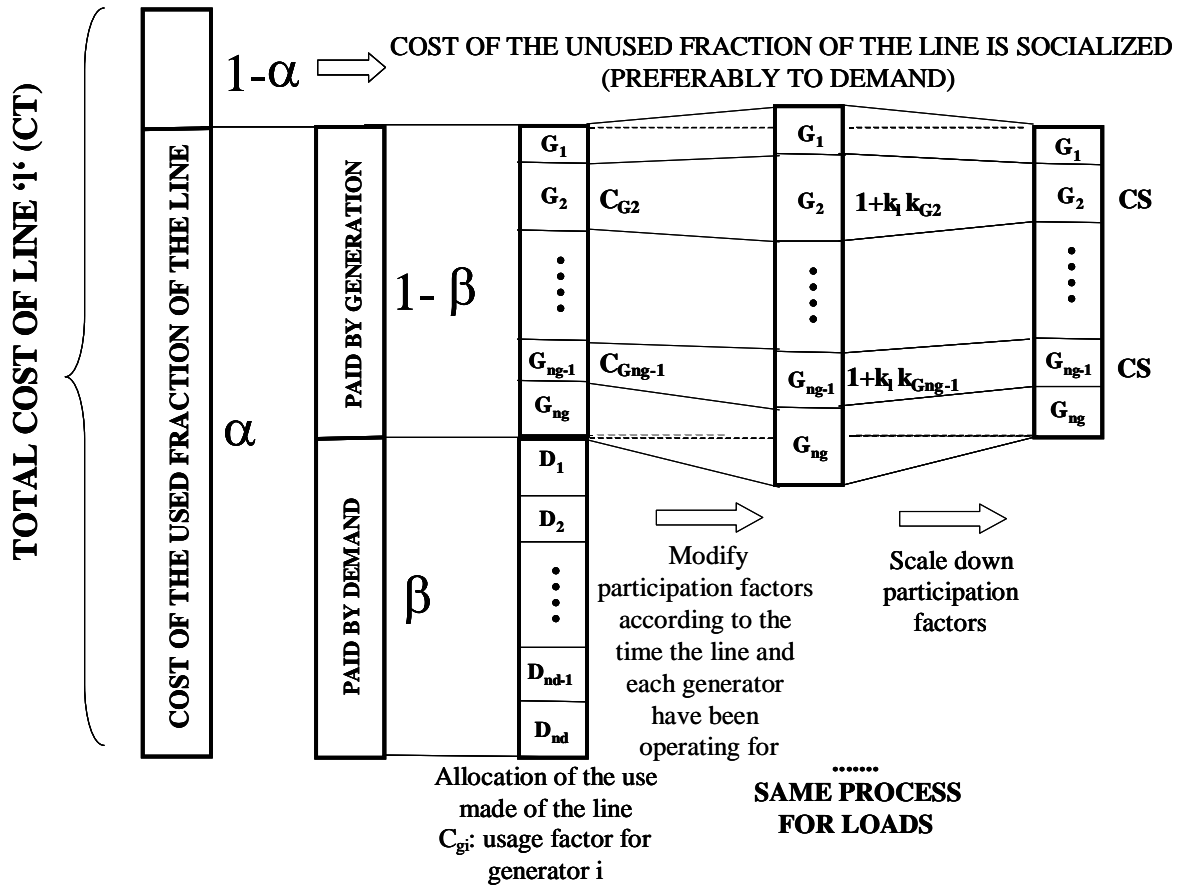 TOTAL COST OF LINE ‘l‘ (CT)
COST OF THE USED FRACTION OF THE LINE
1-α
COST OF THE UNUSED FRACTION OF THE LINE IS SOCIALIZED
(PREFERABLY TO DEMAND)
α
PAID BY GENERATION
1- β
PAID BY DEMAND
β
G1
G2
CG2
Gng-1
CGng-1
Gng
D1
D2
Dnd-1
Dnd
Allocation of the use
made of the line
Cgi: usage factor for
generator i
G1
G2
1+kl kG2
Gng-1
1+kl kGng-1
Gng
Modify
participation factors
according to the
time the line and
each generator
have been
operating for
G1
G2
CS
Gng-1
CS
Gng
Scale down
participation
factors
.......
SAME PROCESS
FOR LOADS